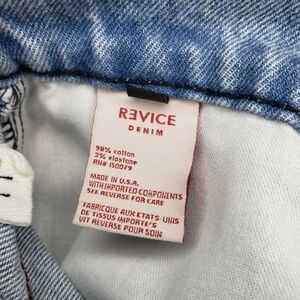 REVICE
DENIM
98% cotton
2% elastane
RN# 150079
MADE IN U.S.A.
WITH IMPORTED COMPONENTS
SEE REVERSE FOR CARE
FABRIQUE AUX ETATS-UNIS
DE TISSUS IMPORTE'S
VIT REVERSE POUR SOIN